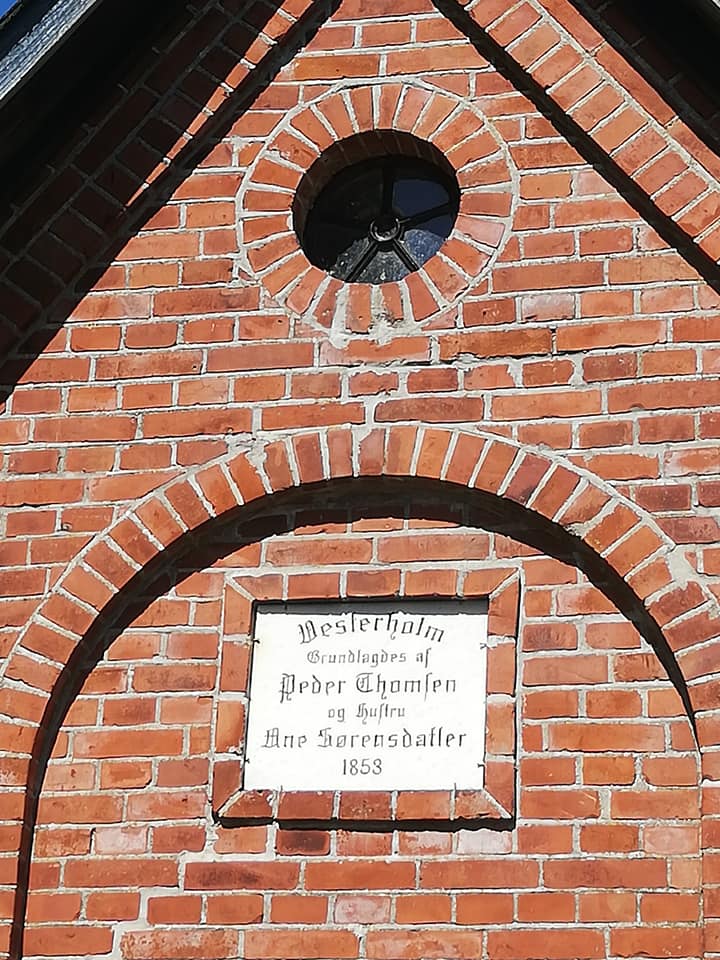 Vesterholm
Grundlagdes af
Peder Thomsen
og Hustru
Ane Sørensdatter
1853